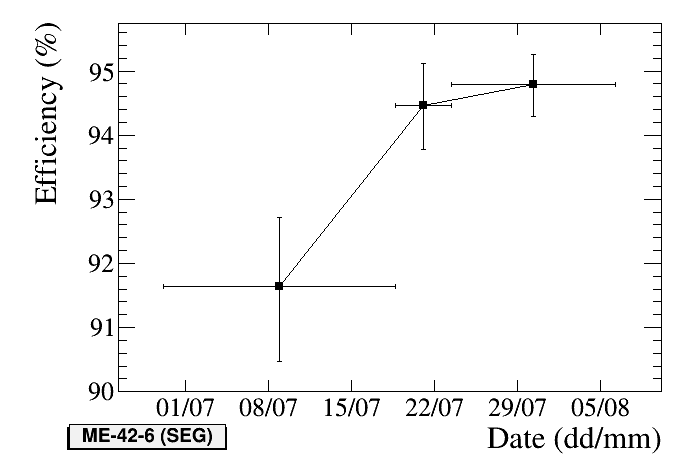 Efficiency (%)
95
94
93
92
91
90
01/07 08/07 15/07 22/07 29/07 05/08
ME-42-6 (SEG)
Date (dd/mm)